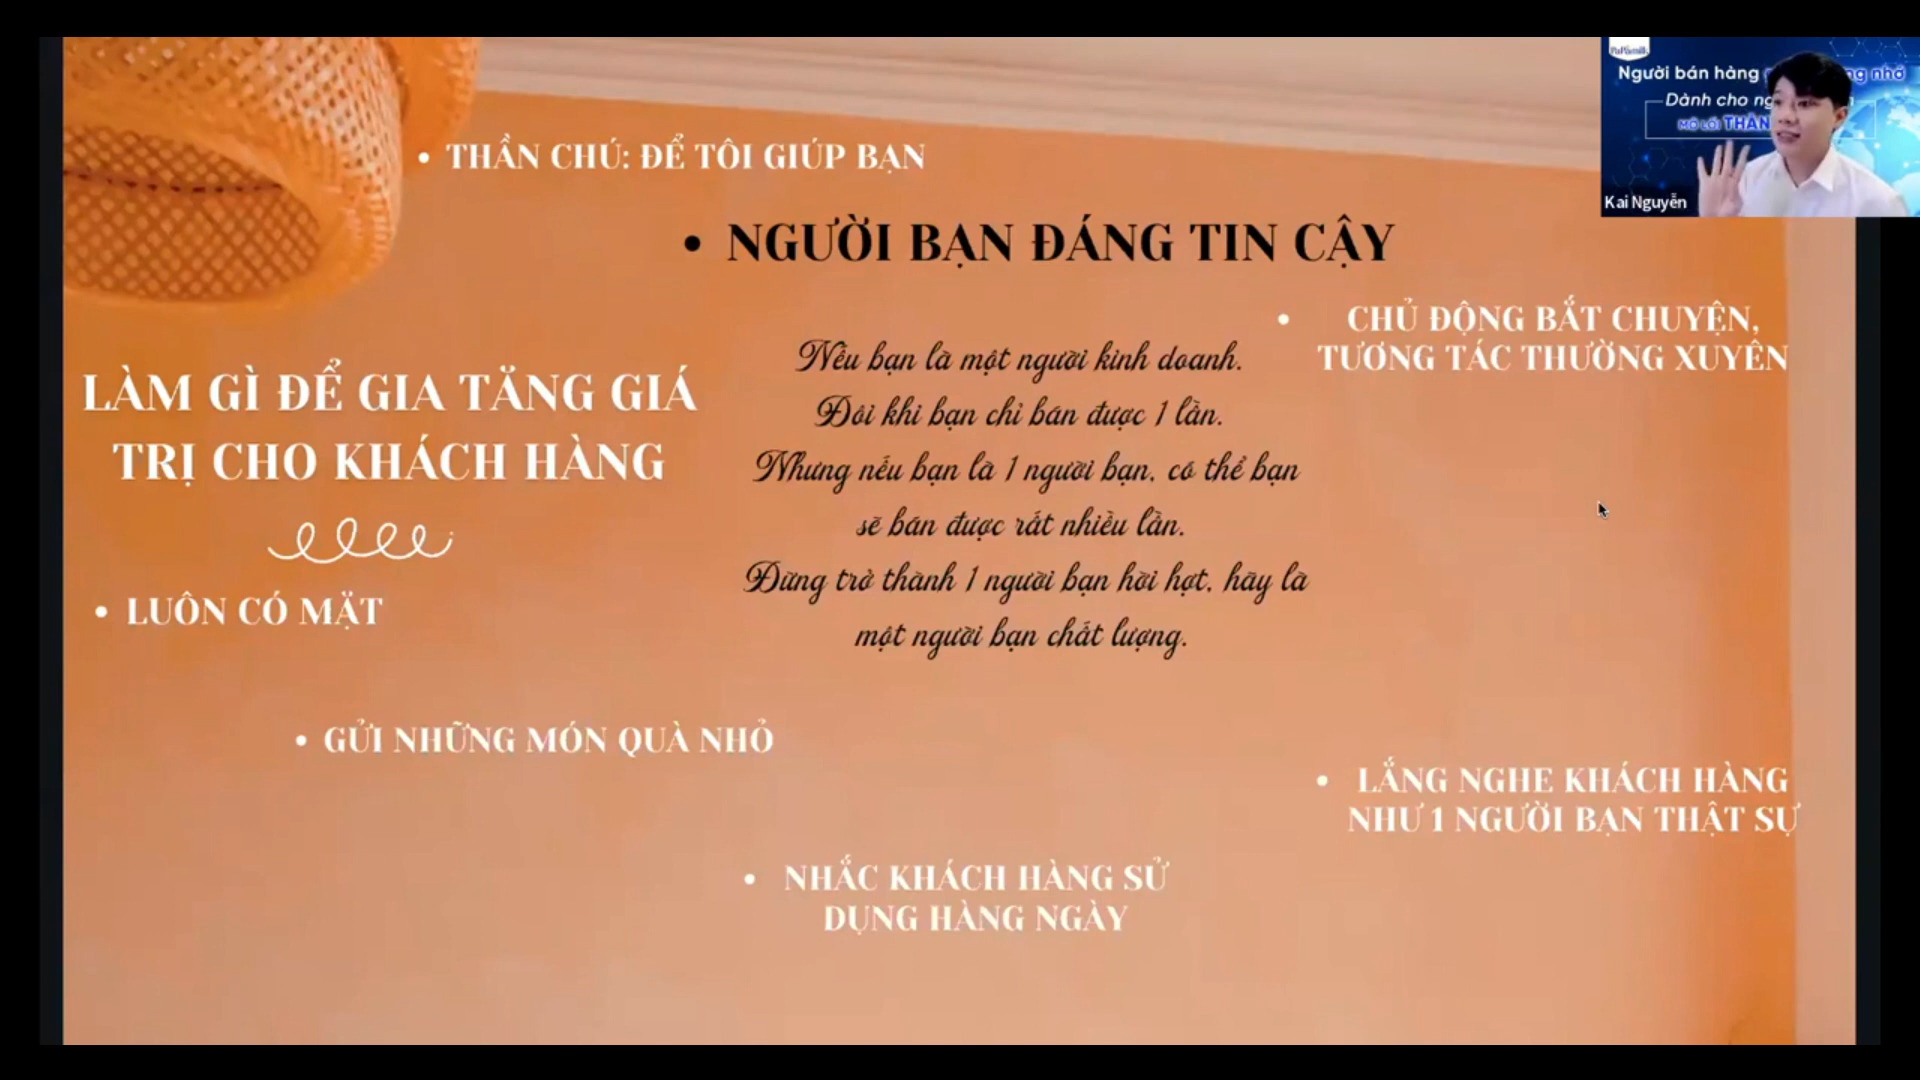 THẦN CHÚ: ĐỂ TÔI GIÚP BẠN
NGƯỜI BẠN ĐÁNG TIN CẬY
CHỦ ĐỘNG BẮT CHUYỆN,
TƯƠNG TÁC THƯỜNG XUYÊN
LÀM GÌ ĐỂ GIA TĂNG GIÁ
TRỊ CHO KHÁCH HÀNG
Nếu bạn là một người kinh doanh.
Đôi khi bạn chỉ bán được 1 lần.
Nhưng nếu bạn là 1 người bạn, có thể bạn
sẽ bán được rất nhiều lần.
Đừng trở thành 1 người bạn hời hợt, hãy là
một người bạn chất lượng.
LUÔN CÓ MẶT
GỬI NHỮNG MÓN QUÀ NHỎ
LẮNG NGHE KHÁCH HÀNG
NHƯ 1 NGƯỜI BẠN THẬT SỰ
NHẮC KHÁCH HÀNG SỬ
DỤNG HÀNG NGÀY
Người bán hàng nhớ
Dành cho
Kai Nguyễn